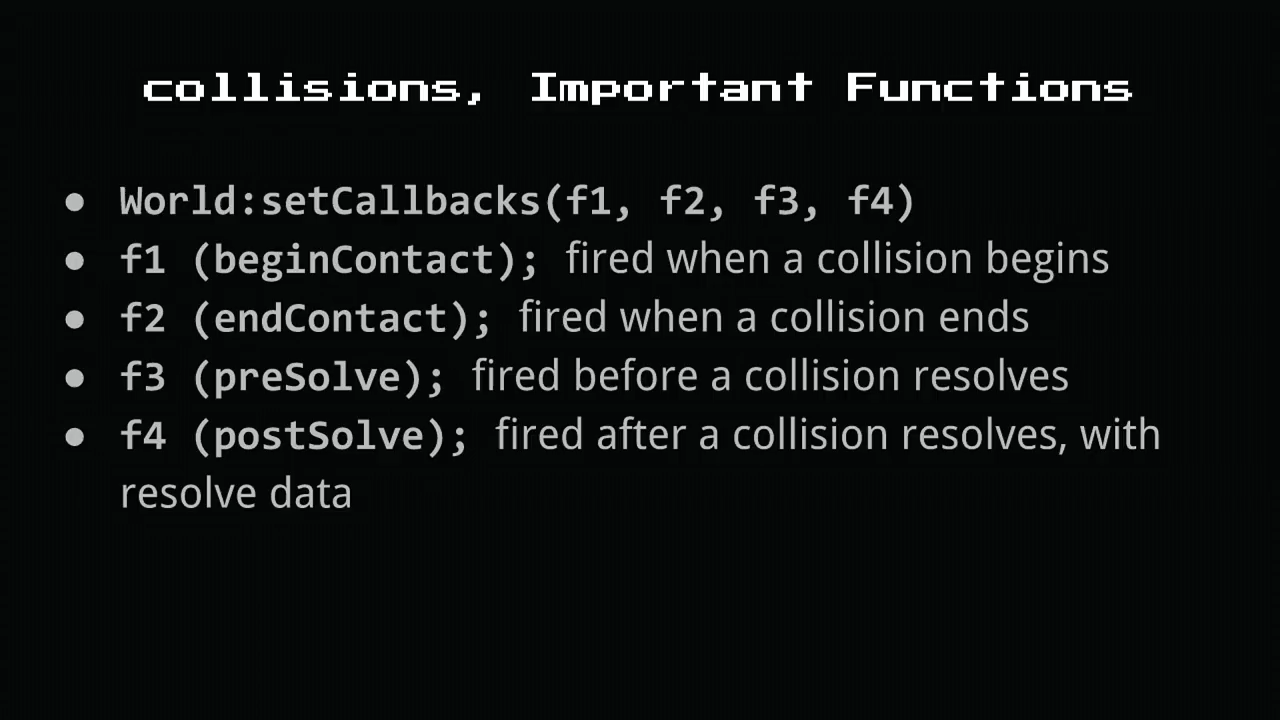 collisions, Important Functions
● World:setCallbacks(f1, f2, f3, f4)
● f1 (beginContact); fired when a collision begins
● f2 (endContact); fired when a collision ends
● f3 (preSolve); fired before a collision resolves
● f4 (postSolve); fired after a collision resolves, with
resolve data